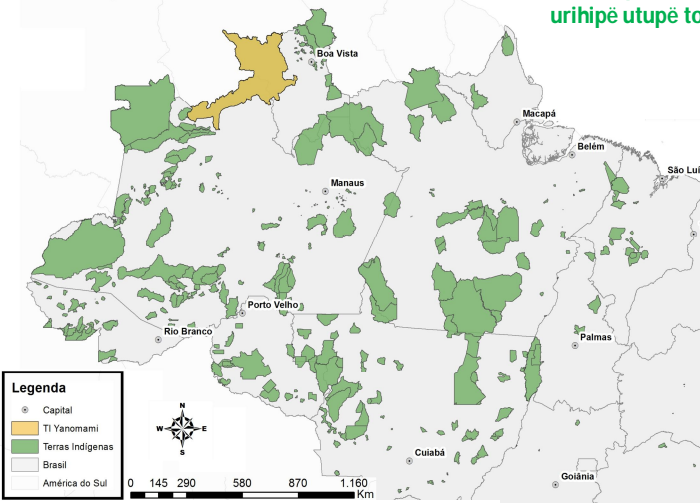 urihipë utupë to
Boa Vista
Macapá
Belém
São Luí
Manaus
Porto Velho
Rio Branco
Palmas
Cuiabá
Goiânia
Legenda
Capital
TI Yanomami
Terras Indígenas
Brasil
América do Sul
N
W E
S
0 145 290 580 870 1.160
Km